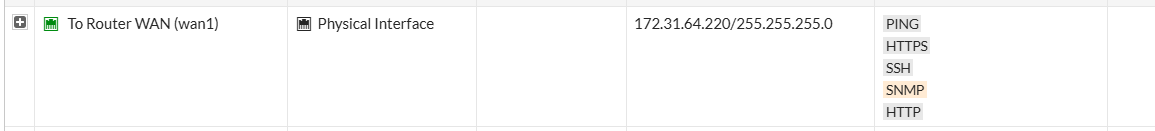 To Router WAN (wan1) Physical Interface 172.31.64.220/255.255.255.0 PING
HTTPS
SSH
SNMP
HTTP